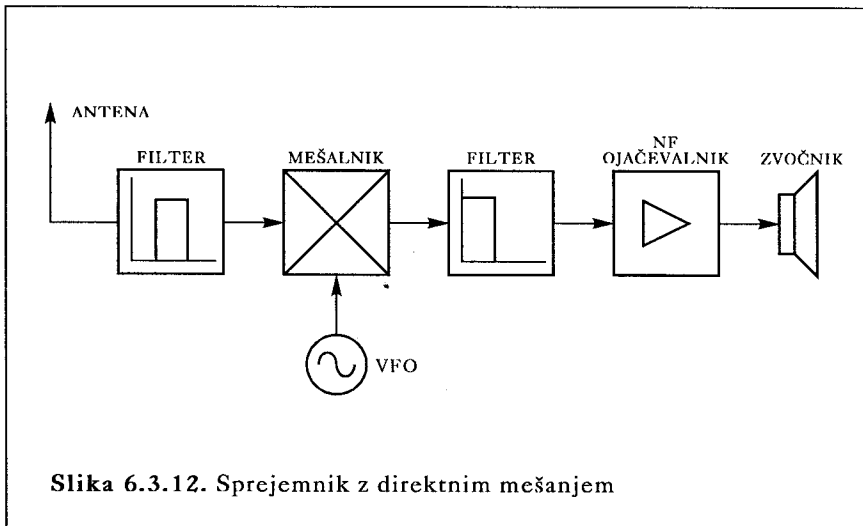 ANTENA
FILTER
MEŠALNIK
FILTER
NF
OJAČEVALNIK
ZVOČNIK
VFO
Slika 6.3.12. Sprejemnik z direktnim mešanjem